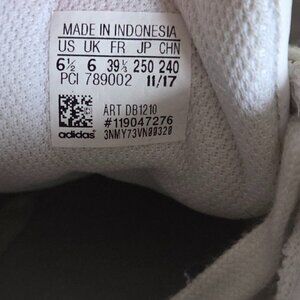 MADE IN INDONESIA
US UK FR JP CHN
6½ 6 39⅓ 250 240
PCI 789002 11/17
ART DB1210
#119047276
adidas 3NMY73VN00320